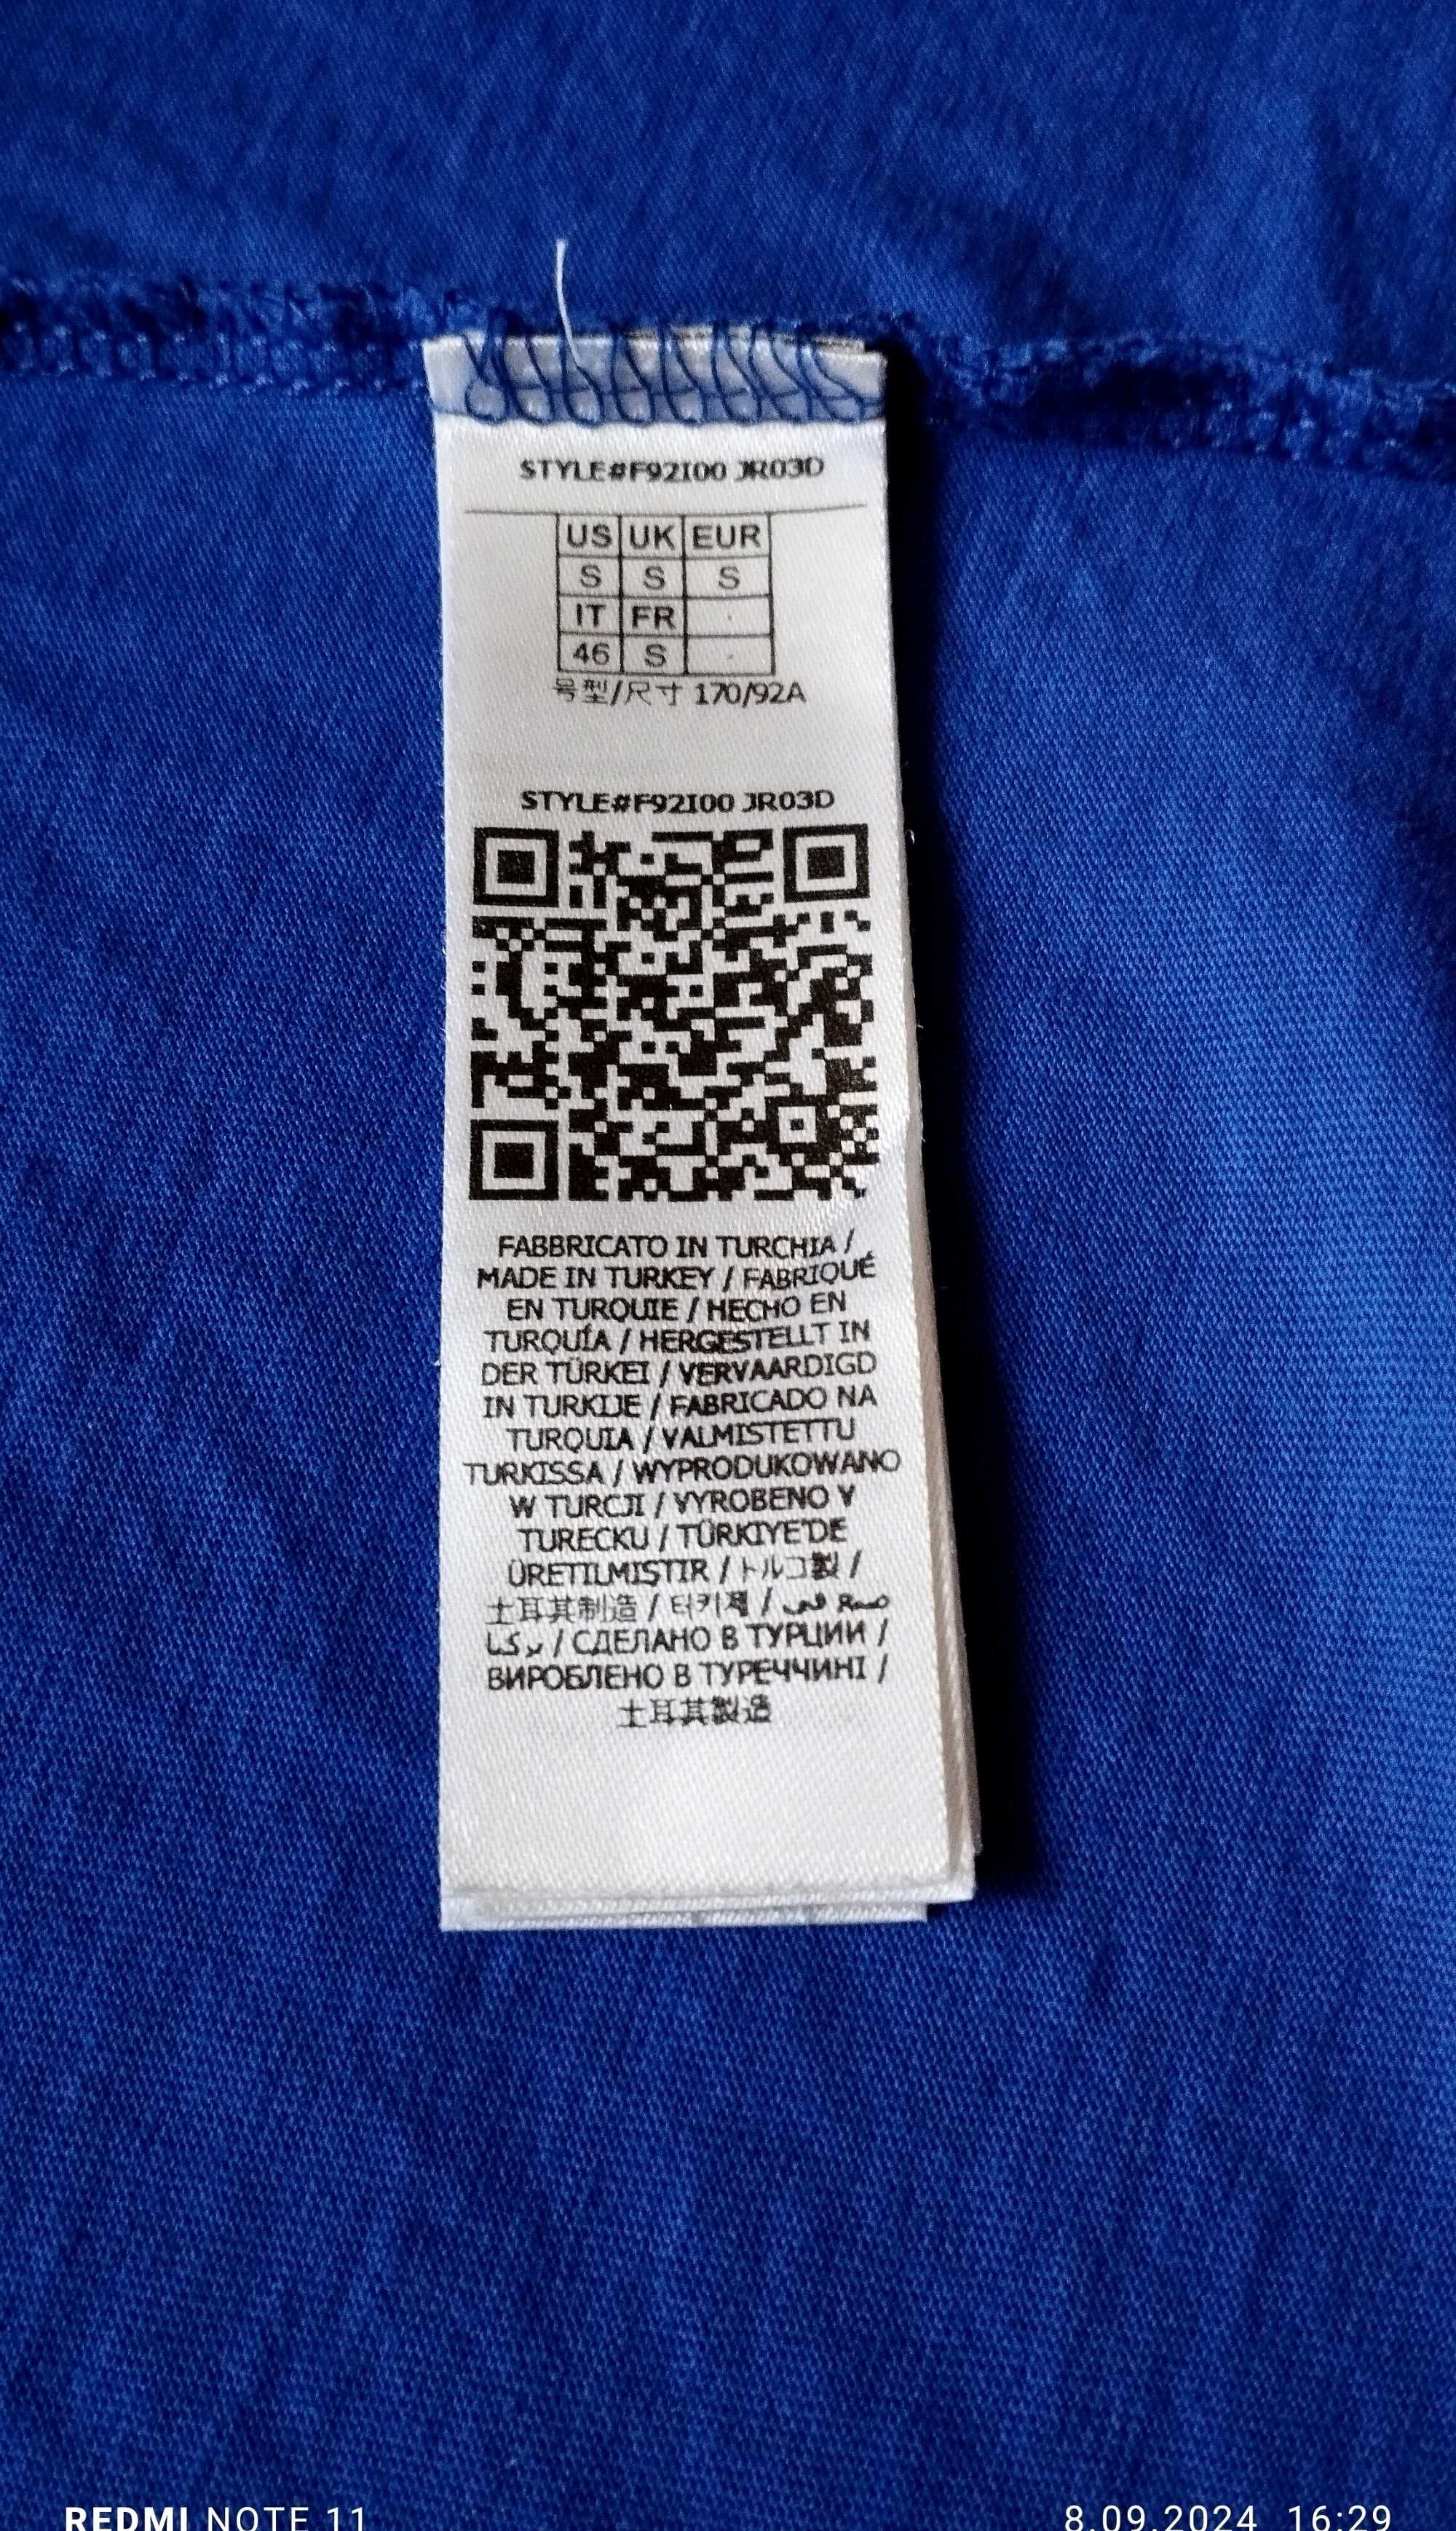 STYLE#F92I00 JR03D
US UK EUR
S S S
IT FR
46 S
号型/尺寸 170/92A
STYLE#F92I00 JR03D
FABBRICATO IN TURCHIA /
MADE IN TURKEY / FABRIQUÉ
EN TURQUIE / HECHO EN
TURQUÍA / HERGESTELLT IN
DER TÜRKEI / VERVAARDIGD
IN TURKIJE / FABRICADO NA
TURQUIA / VALMISTETTU
TURKISSA / WYPRODUKOWANO
W TURCJI / VYROBENO V
TURECKU / TÜRKIYE'DE
ÜRETILMIŞTIR / トルコ製 /
土耳其制造 / 터키제 / صنع في
تركيا / СДЕЛАНО В ТУРЦИИ /
ВИРОБЛЕНО В ТУРЕЧЧИНІ /
土耳其製造
REDMI NOTE 11
8.09.2024 16:29